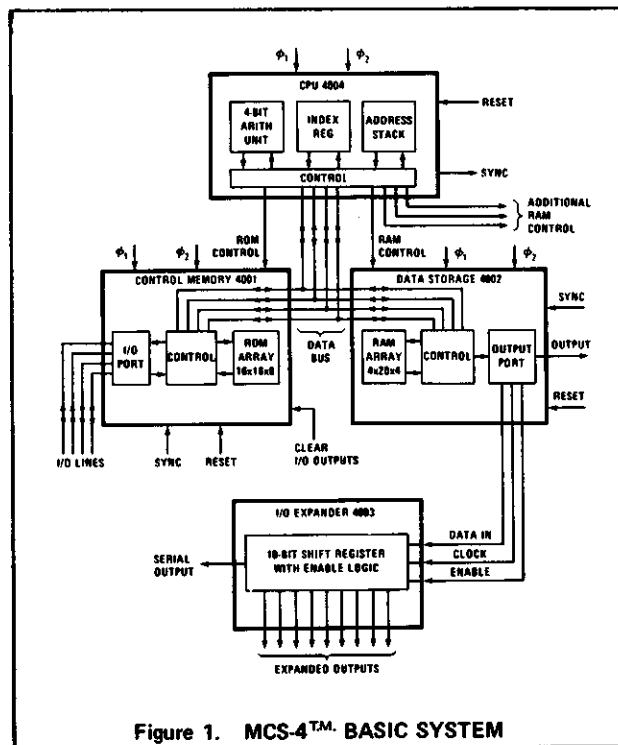 ϕ1 ϕ2
CPU 4004
4-BIT
ARITH
UNIT
INDEX
REG
ADDRESS
STACK
CONTROL
RESET
SYNC
ADDITIONAL
RAM
CONTROL
ROM
CONTROL
RAM
CONTROL
ϕ1 ϕ2
ϕ1 ϕ2
CONTROL MEMORY 4001
I/O
PORT
CONTROL
ROM
ARRAY
16x16x8
DATA
BUS
DATA STORAGE 4002
RAM
ARRAY
4x20x4
CONTROL
OUTPUT
PORT
SYNC
OUTPUT
RESET
I/O LINES
SYNC
RESET
CLEAR
I/O OUTPUTS
I/O EXPANDER 4003
10-BIT SHIFT REGISTER
WITH ENABLE LOGIC
DATA IN
CLOCK
ENABLE
SERIAL
OUTPUT
EXPANDED OUTPUTS
Figure 1. MCS-4T.M. BASIC SYSTEM